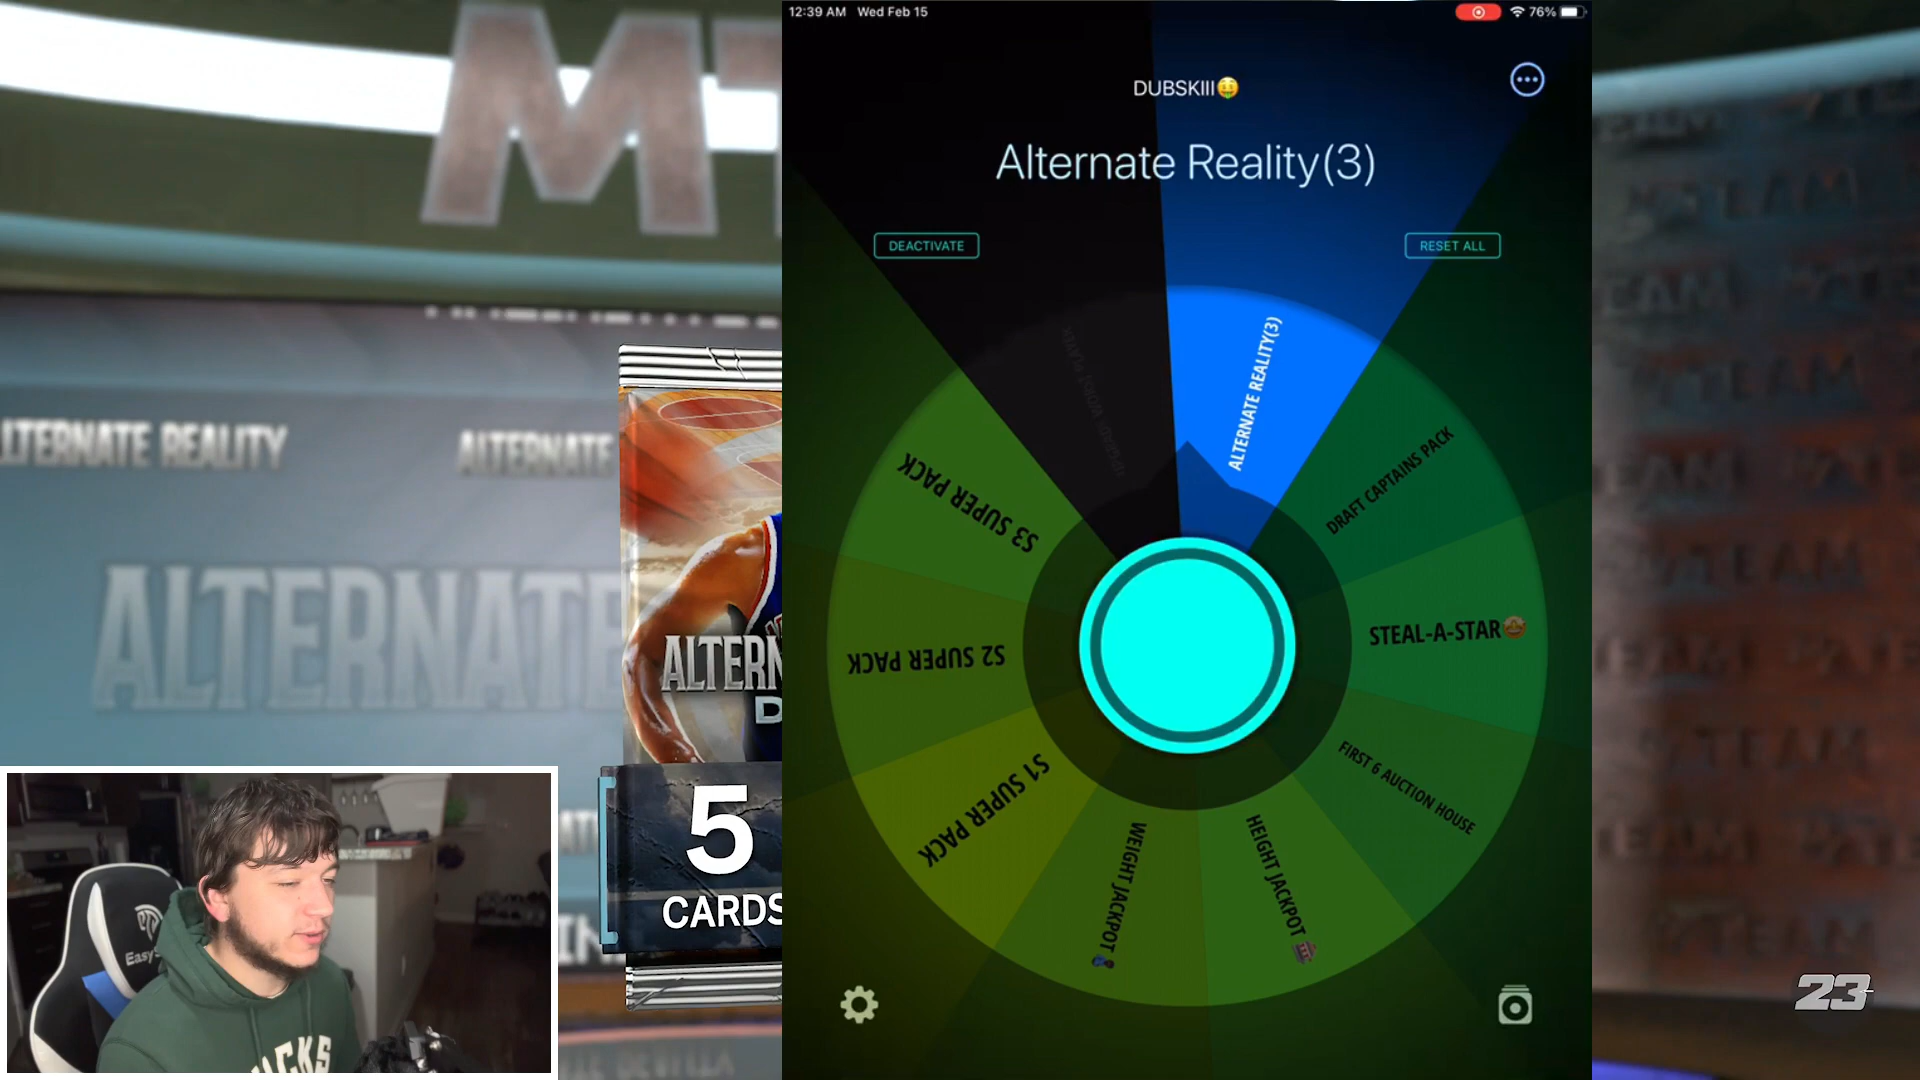 12:39 AM Wed Feb 15
76%
MT
DUBSKIII🤑
Alternate Reality(3)
DEACTIVATE
RESET ALL
ALTERNATE REALITY(3)
DRAFT CAPTAINS PACK
STEAL-A-STAR🤩
FIRST 6 AUCTION HOUSE
HEIGHT JACKPOT🎰
WEIGHT JACKPOT
S1 SUPER PACK
S2 SUPER PACK
S3 SUPER PACK
LTERNATE REALITY
ALTERNATE
ALTERNATE
ALTERN
D
5
CARDS
23